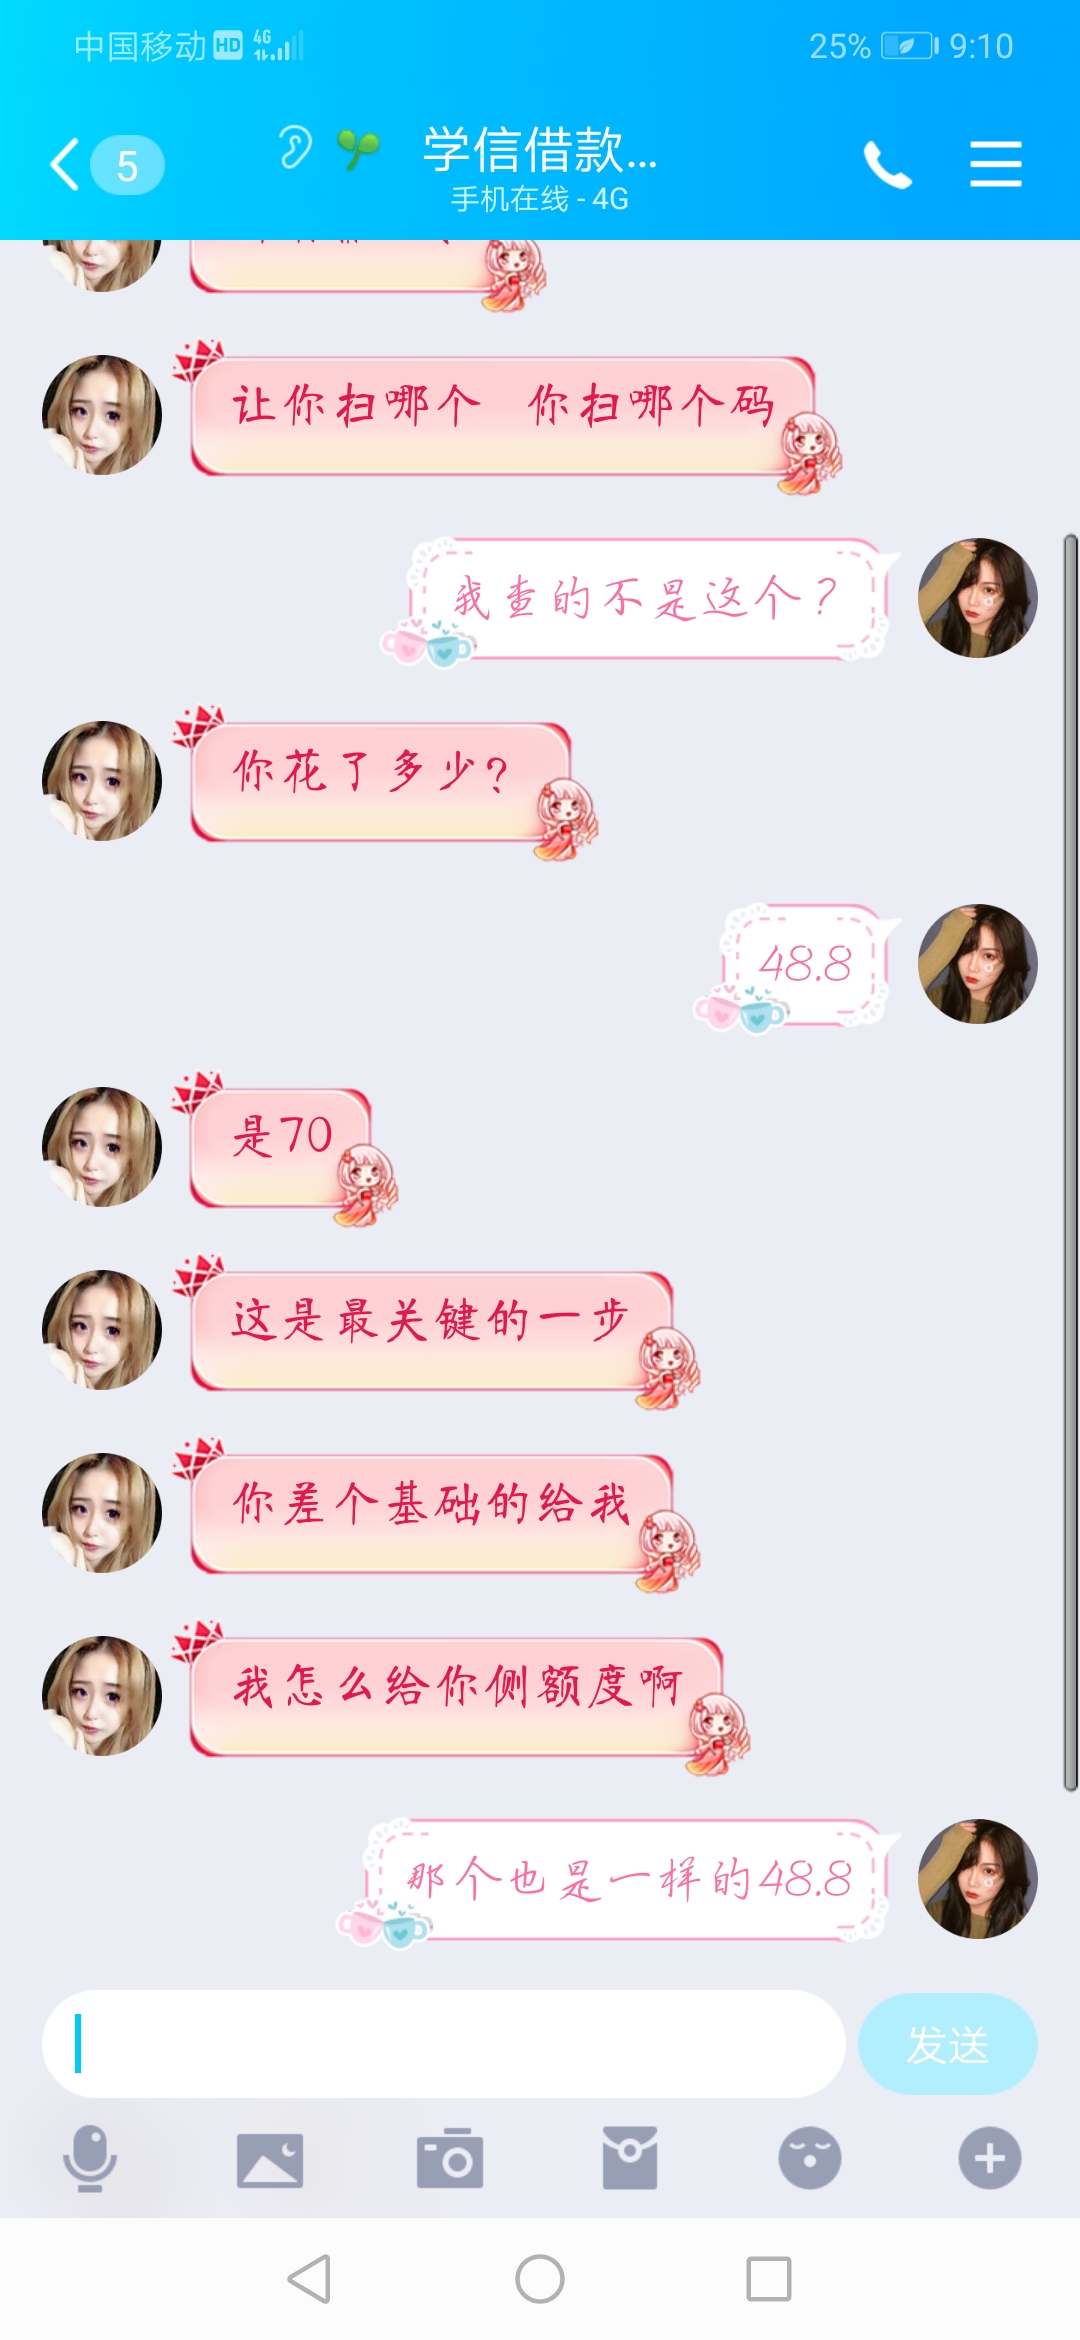 中国移动 HD 4G 25% 9:10
5 学信借款...
手机在线 - 4G
让你扫哪个 你扫哪个码
我查的不是这个？
你花了多少?
48.8
是70
这是最关键的一步
你差个基础的给我
我怎么给你侧额度啊
那个也是一样的48.8
发送